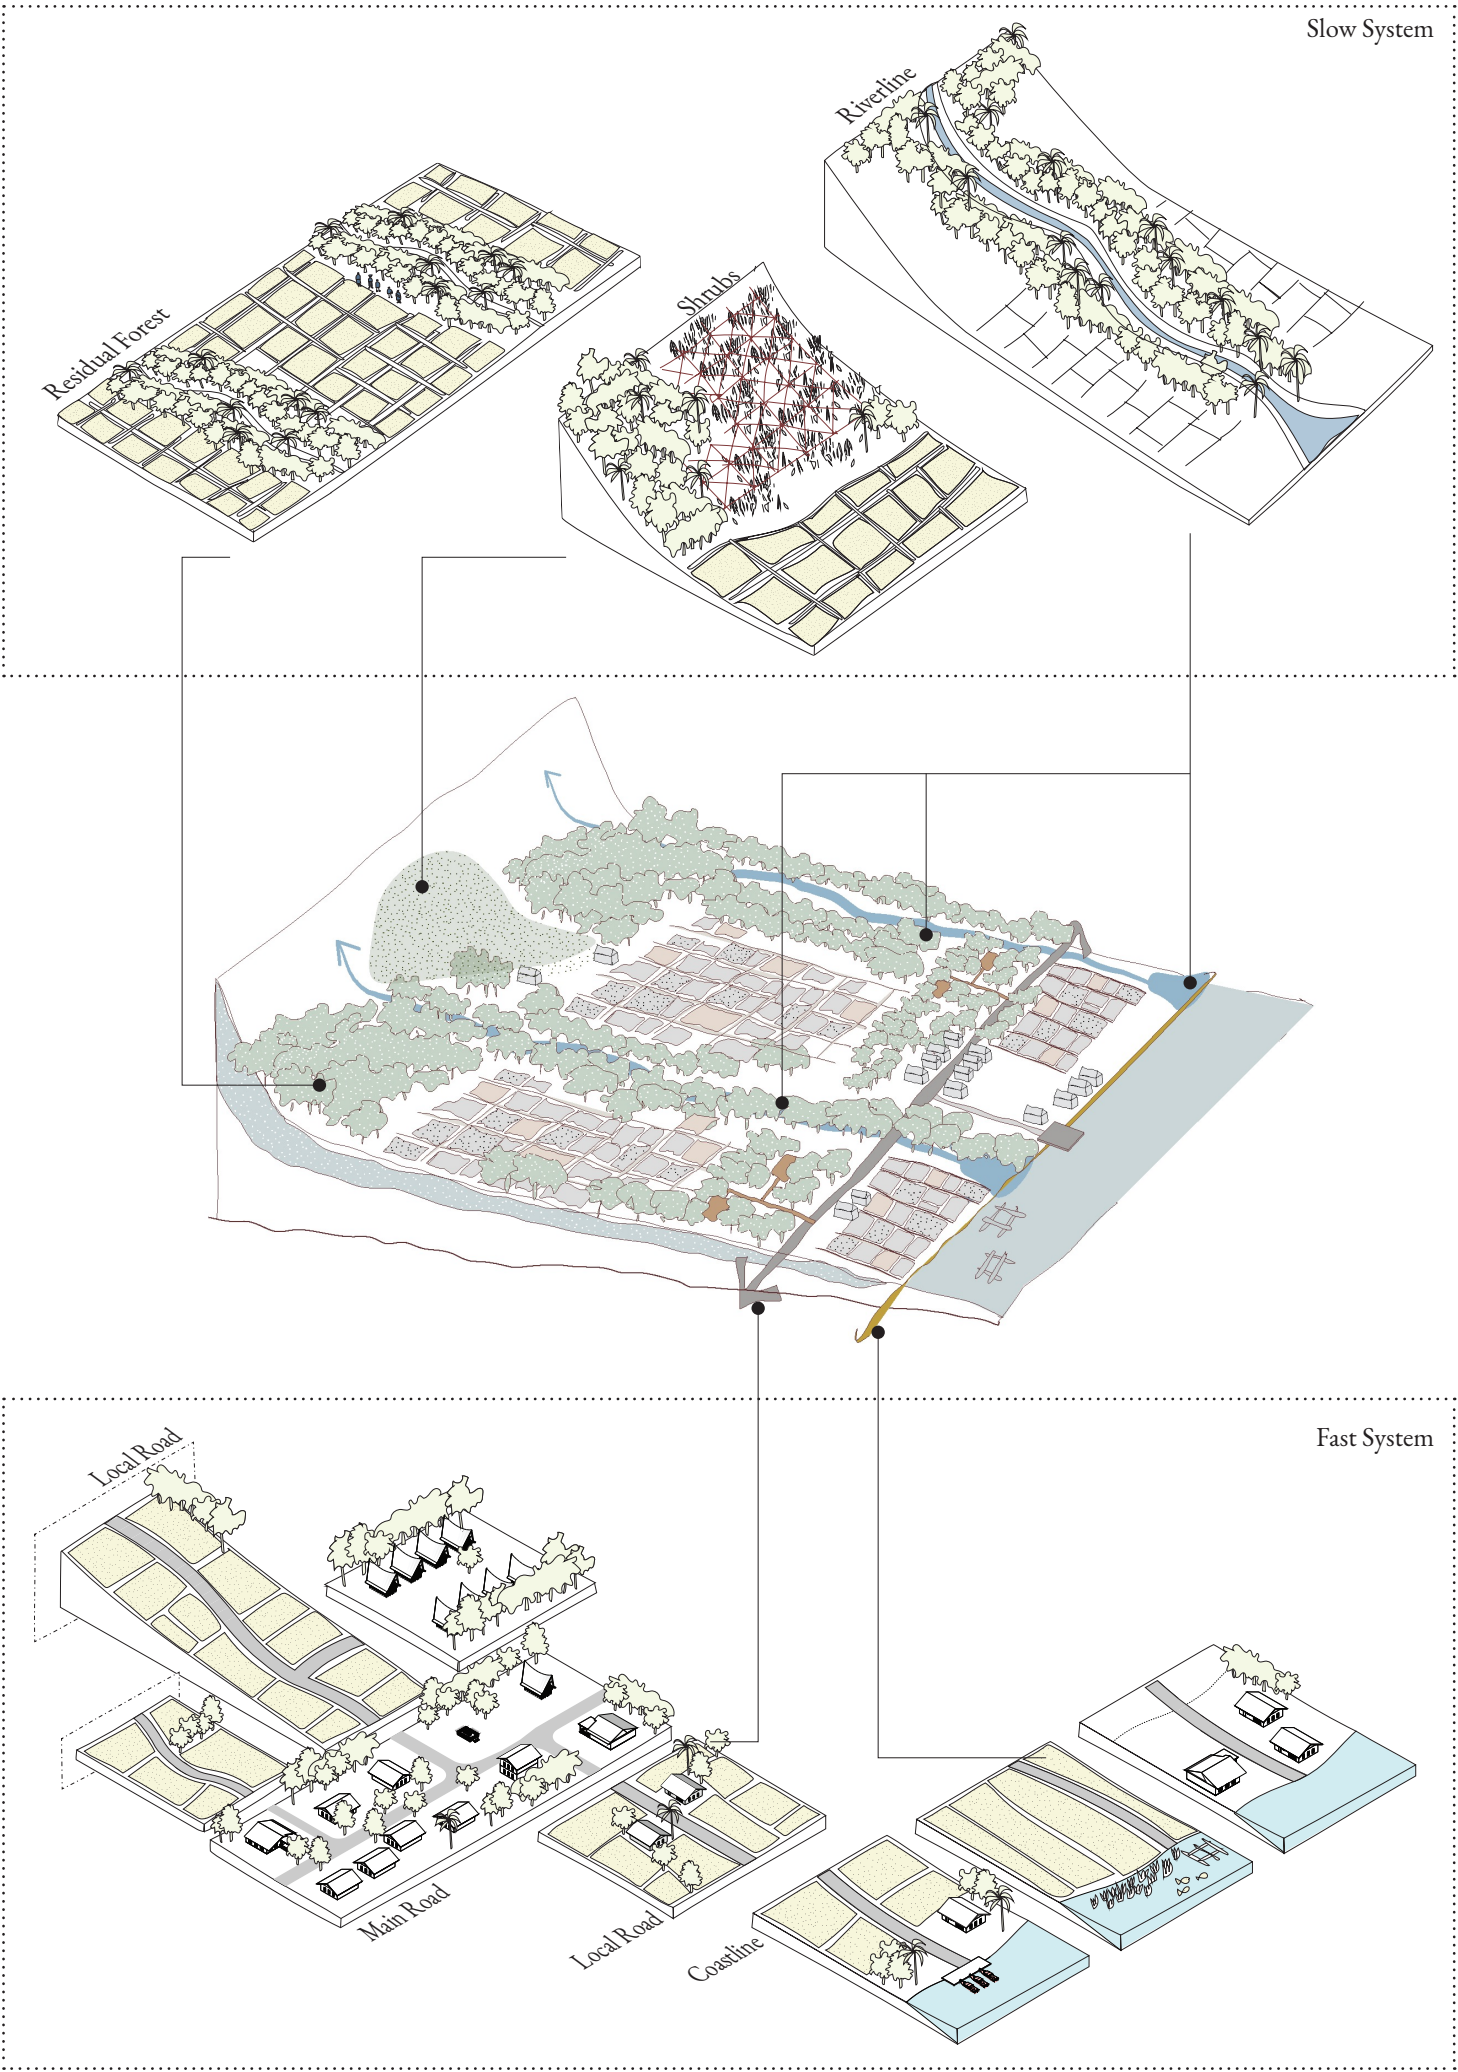 Slow System
Riverline
Shrubs
Residual Forest
Fast System
Local Road
Main Road
Local Road
Coastline